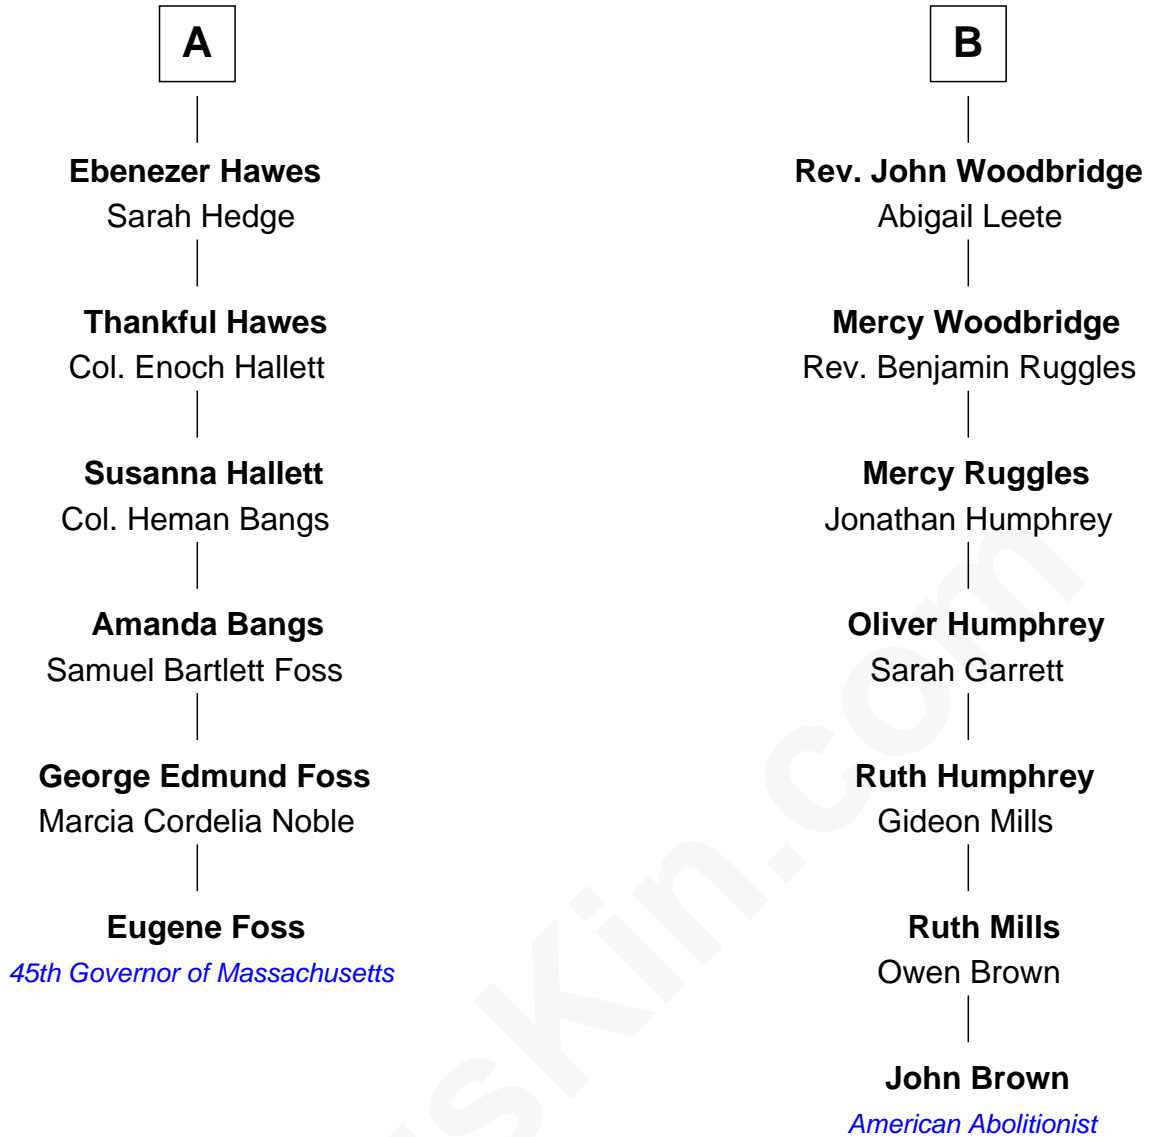 A
Ebenezer Hawes
Sarah Hedge
Thankful Hawes
Col. Enoch Hallett
Susanna Hallett
Col. Heman Bangs
Amanda Bangs
Samuel Bartlett Foss
George Edmund Foss
Marcia Cordelia Noble
Eugene Foss
45th Governor of Massachusetts
B
Rev. John Woodbridge
Abigail Leete
Mercy Woodbridge
Rev. Benjamin Ruggles
Mercy Ruggles
Jonathan Humphrey
Oliver Humphrey
Sarah Garrett
Ruth Humphrey
Gideon Mills
Ruth Mills
Owen Brown
John Brown
American Abolitionist